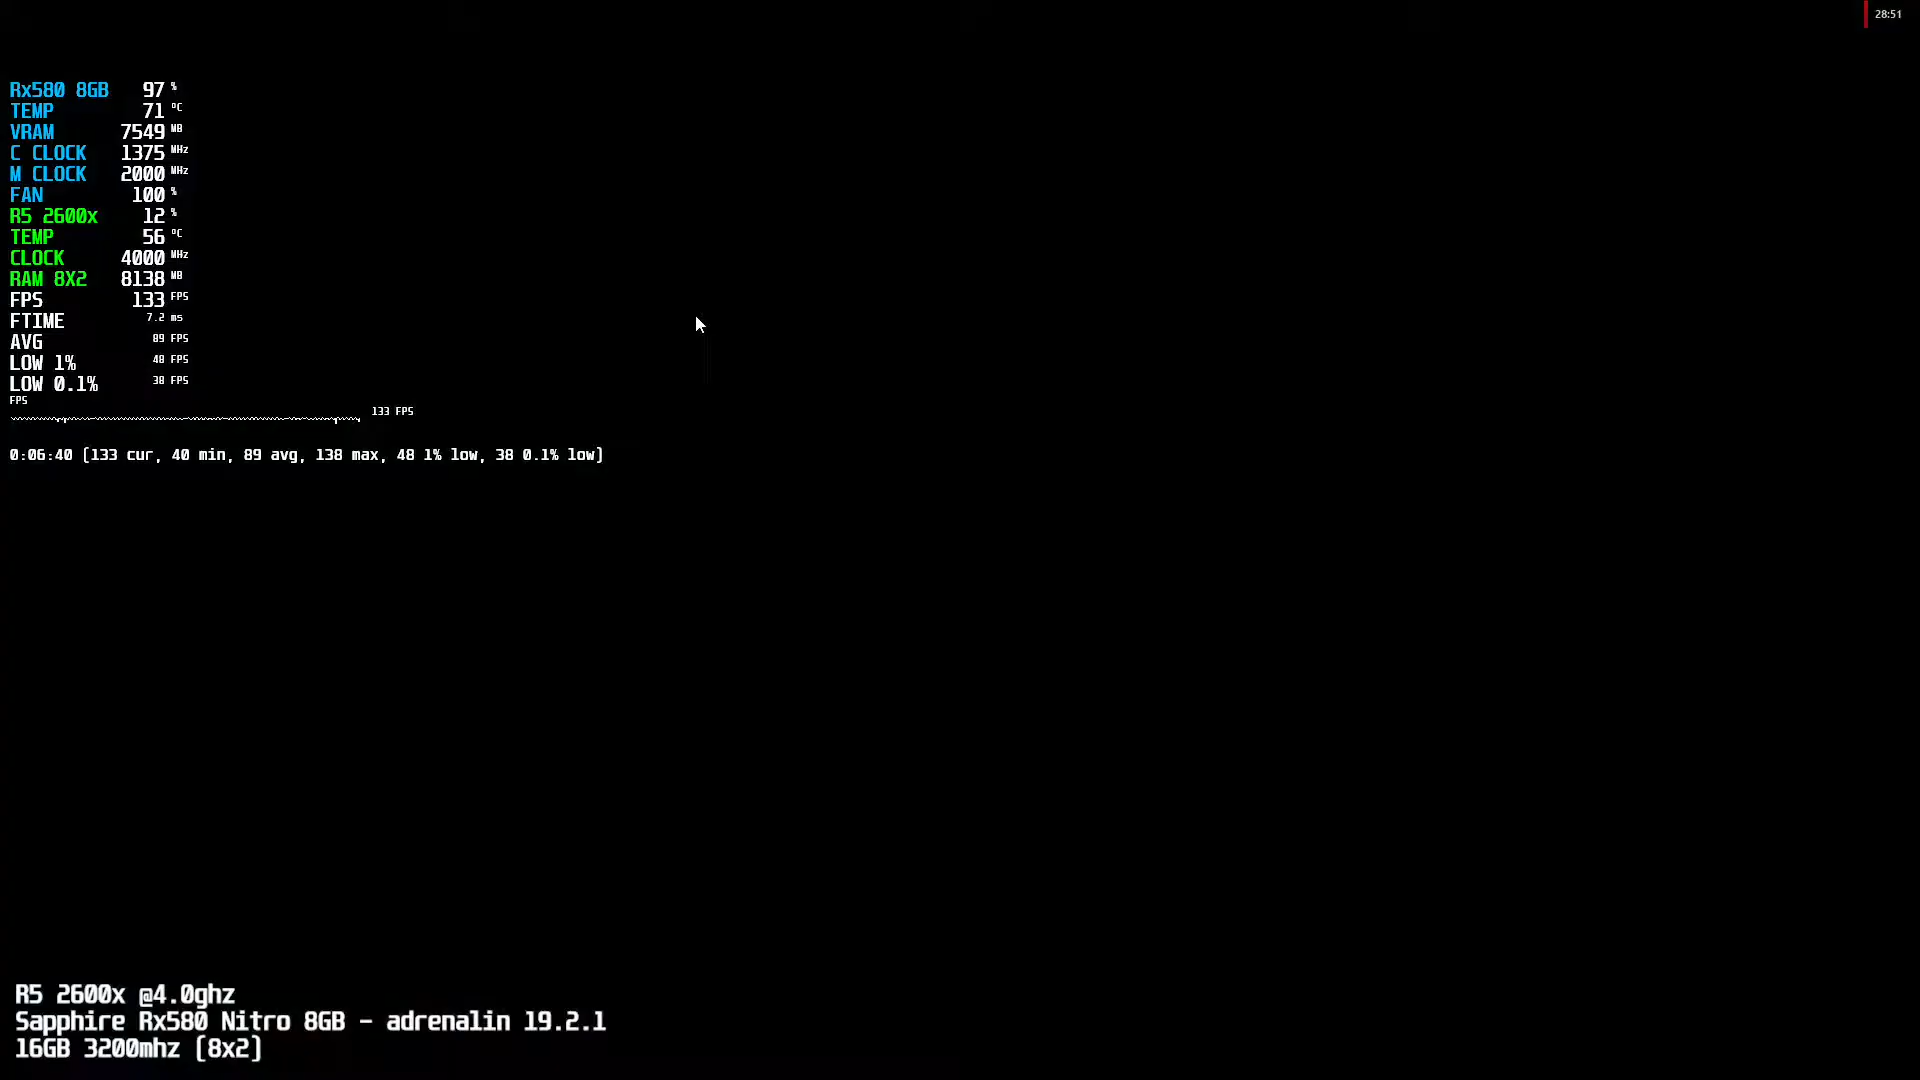 28:51
Rx580 8GB 97 %
TEMP 71 °C
VRAM 7549 MB
C CLOCK 1375 MHz
M CLOCK 2000 MHz
FAN 100 %
R5 2600x 12 %
TEMP 56 °C
CLOCK 4000 MHz
RAM 8X2 8138 MB
FPS 133 FPS
FTIME 7.2 ms
AVG 89 FPS
LOW 1% 48 FPS
LOW 0.1% 38 FPS
FPS
133 FPS
0:06:40 [133 cur, 40 min, 89 avg, 138 max, 48 1% low, 38 0.1% low]
R5 2600x @4.0ghz
Sapphire Rx580 Nitro 8GB - adrenalin 19.2.1
16GB 3200mhz [8x2]